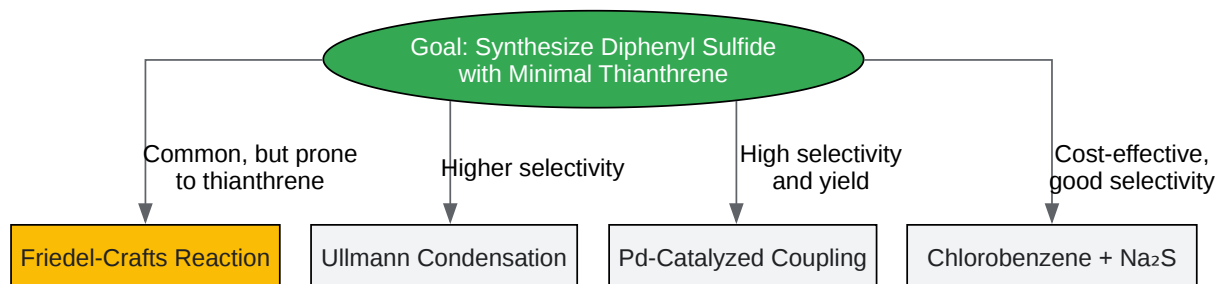 Goal: Synthesize Diphenyl Sulfide
with Minimal Thianthrene
Common, but prone
to thianthrene
Higher selectivity
High selectivity
and yield
Cost-effective,
good selectivity
Friedel-Crafts Reaction
Ullmann Condensation
Pd-Catalyzed Coupling
Chlorobenzene + Na₂S